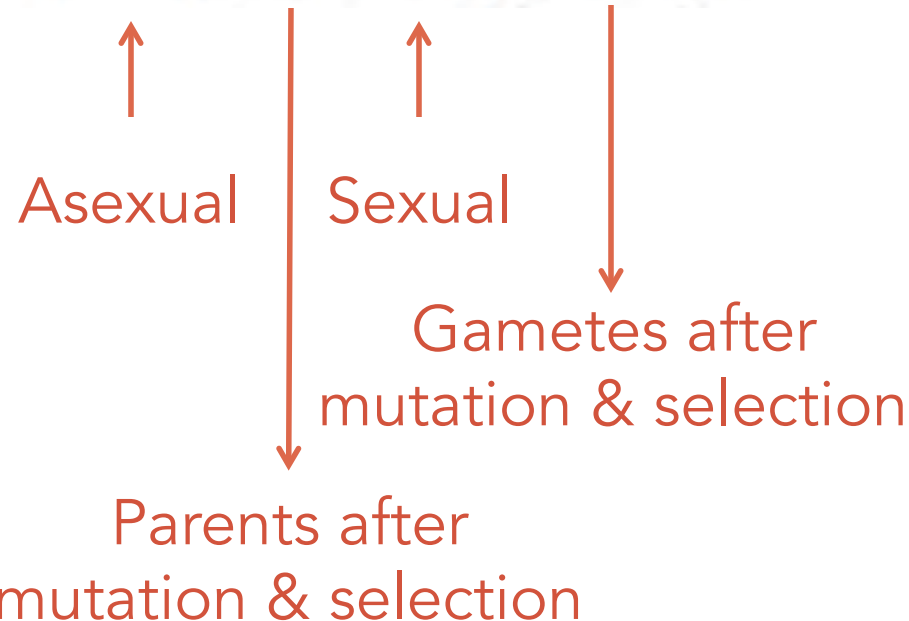 Asexual
Sexual
Gametes after
mutation & selection
Parents after
mutation & selection